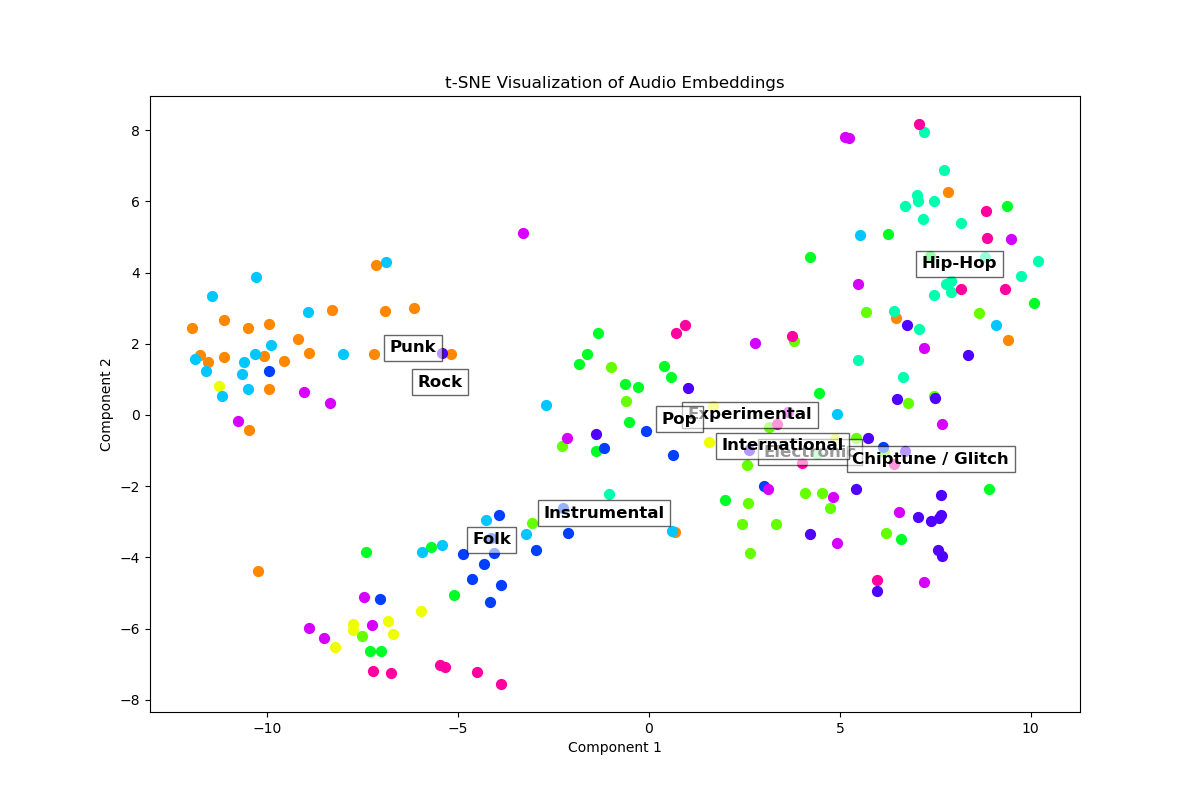 t-SNE Visualization of Audio Embeddings
8
6
4
2
0
−2
−4
−6
−8
Component 2
Hip-Hop
Punk
Rock
Experimental
Pop
International
Electronic
Chiptune / Glitch
Instrumental
Folk
−10
−5
0
5
10
Component 1